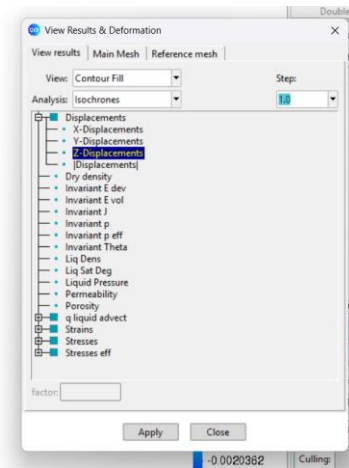 Double
GiD View Results & Deformation
View results Main Mesh Reference mesh
View: Contour Fill Step:
Analysis: Isochrones 1.0
Displacements
X-Displacements
Y-Displacements
Z-Displacements
|Displacements|
Dry density
Invariant E dev
Invariant E vol
Invariant J
Invariant p
Invariant p eff
Invariant Theta
Liq Dens
Liq Sat Deg
Liquid Pressure
Permeability
Porosity
q liquid advect
Strains
Stresses
Stresses eff
factor:
Apply Close
-0.0020362 Culling: